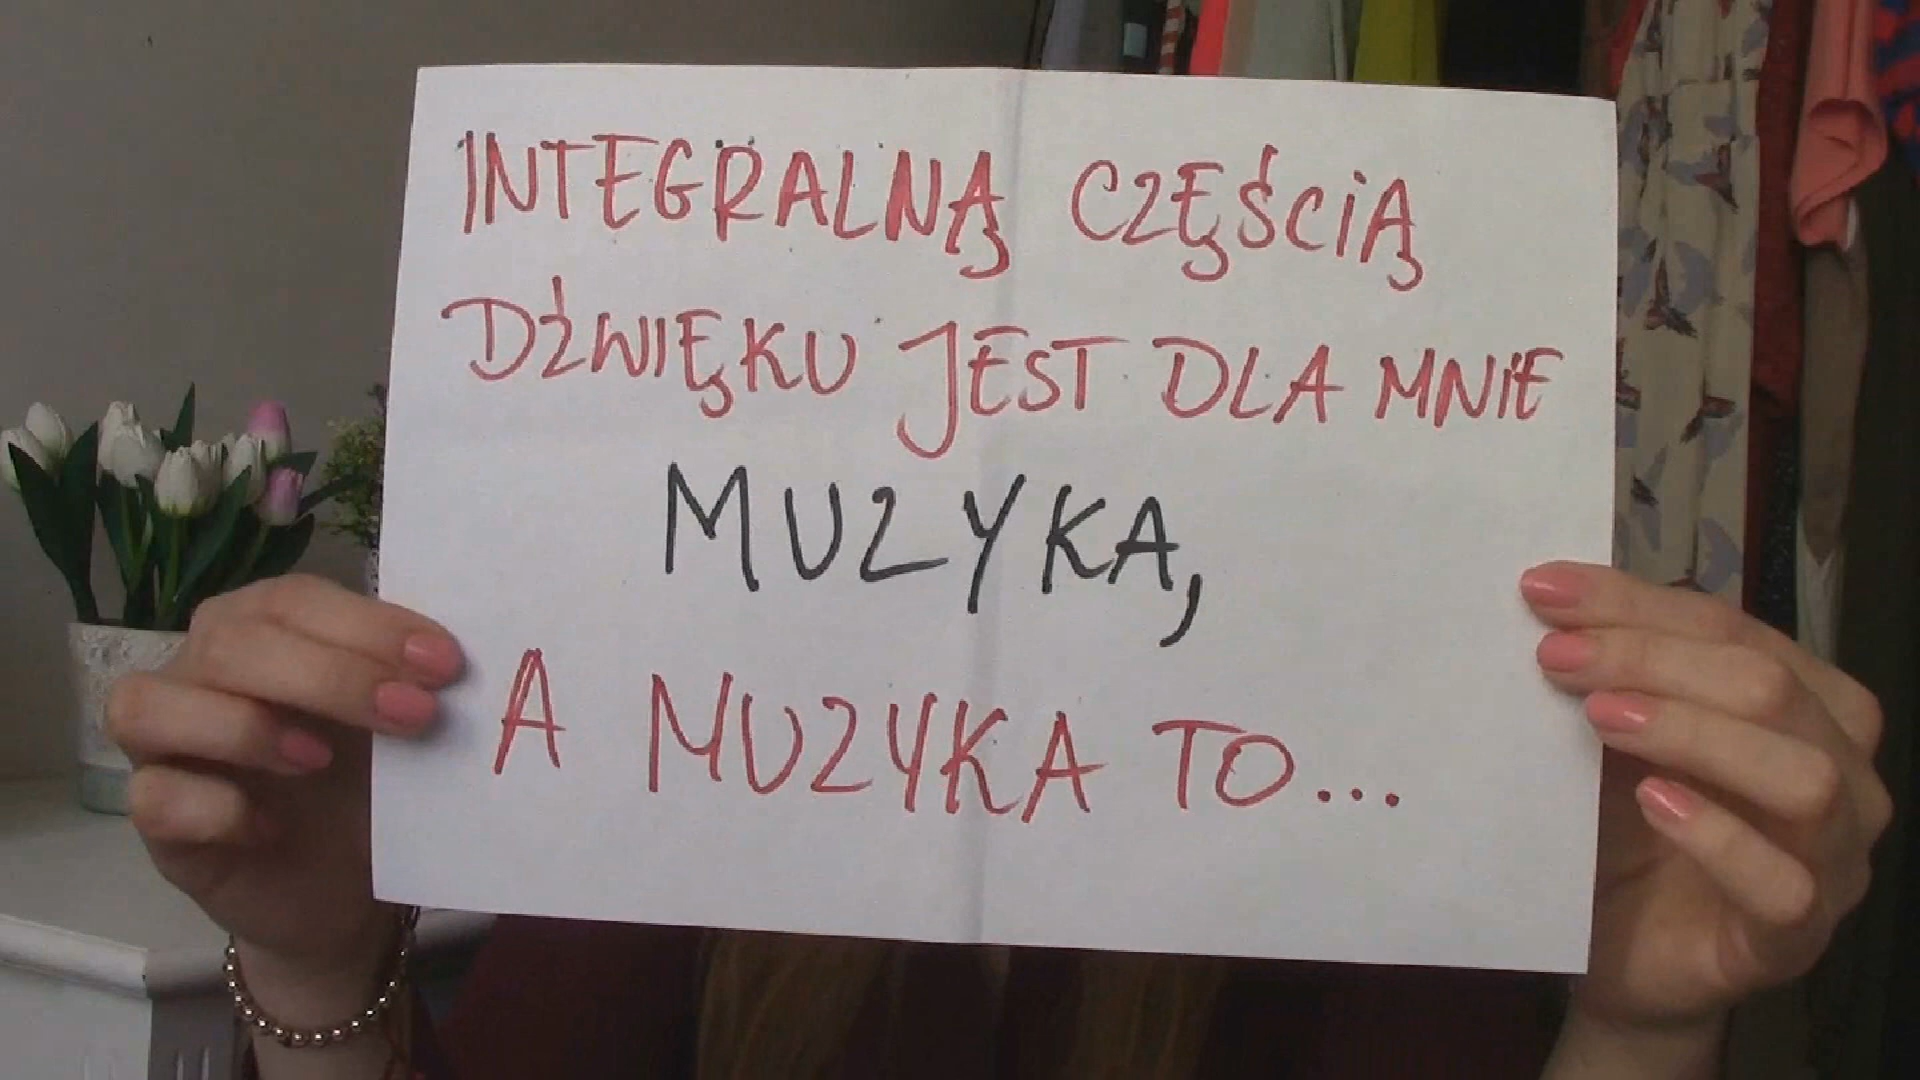 INTEGRALNĄ CZĘŚCIĄ
DŹWIĘKU JEST DLA MNIE
MUZYKA,
A MUZYKA TO...